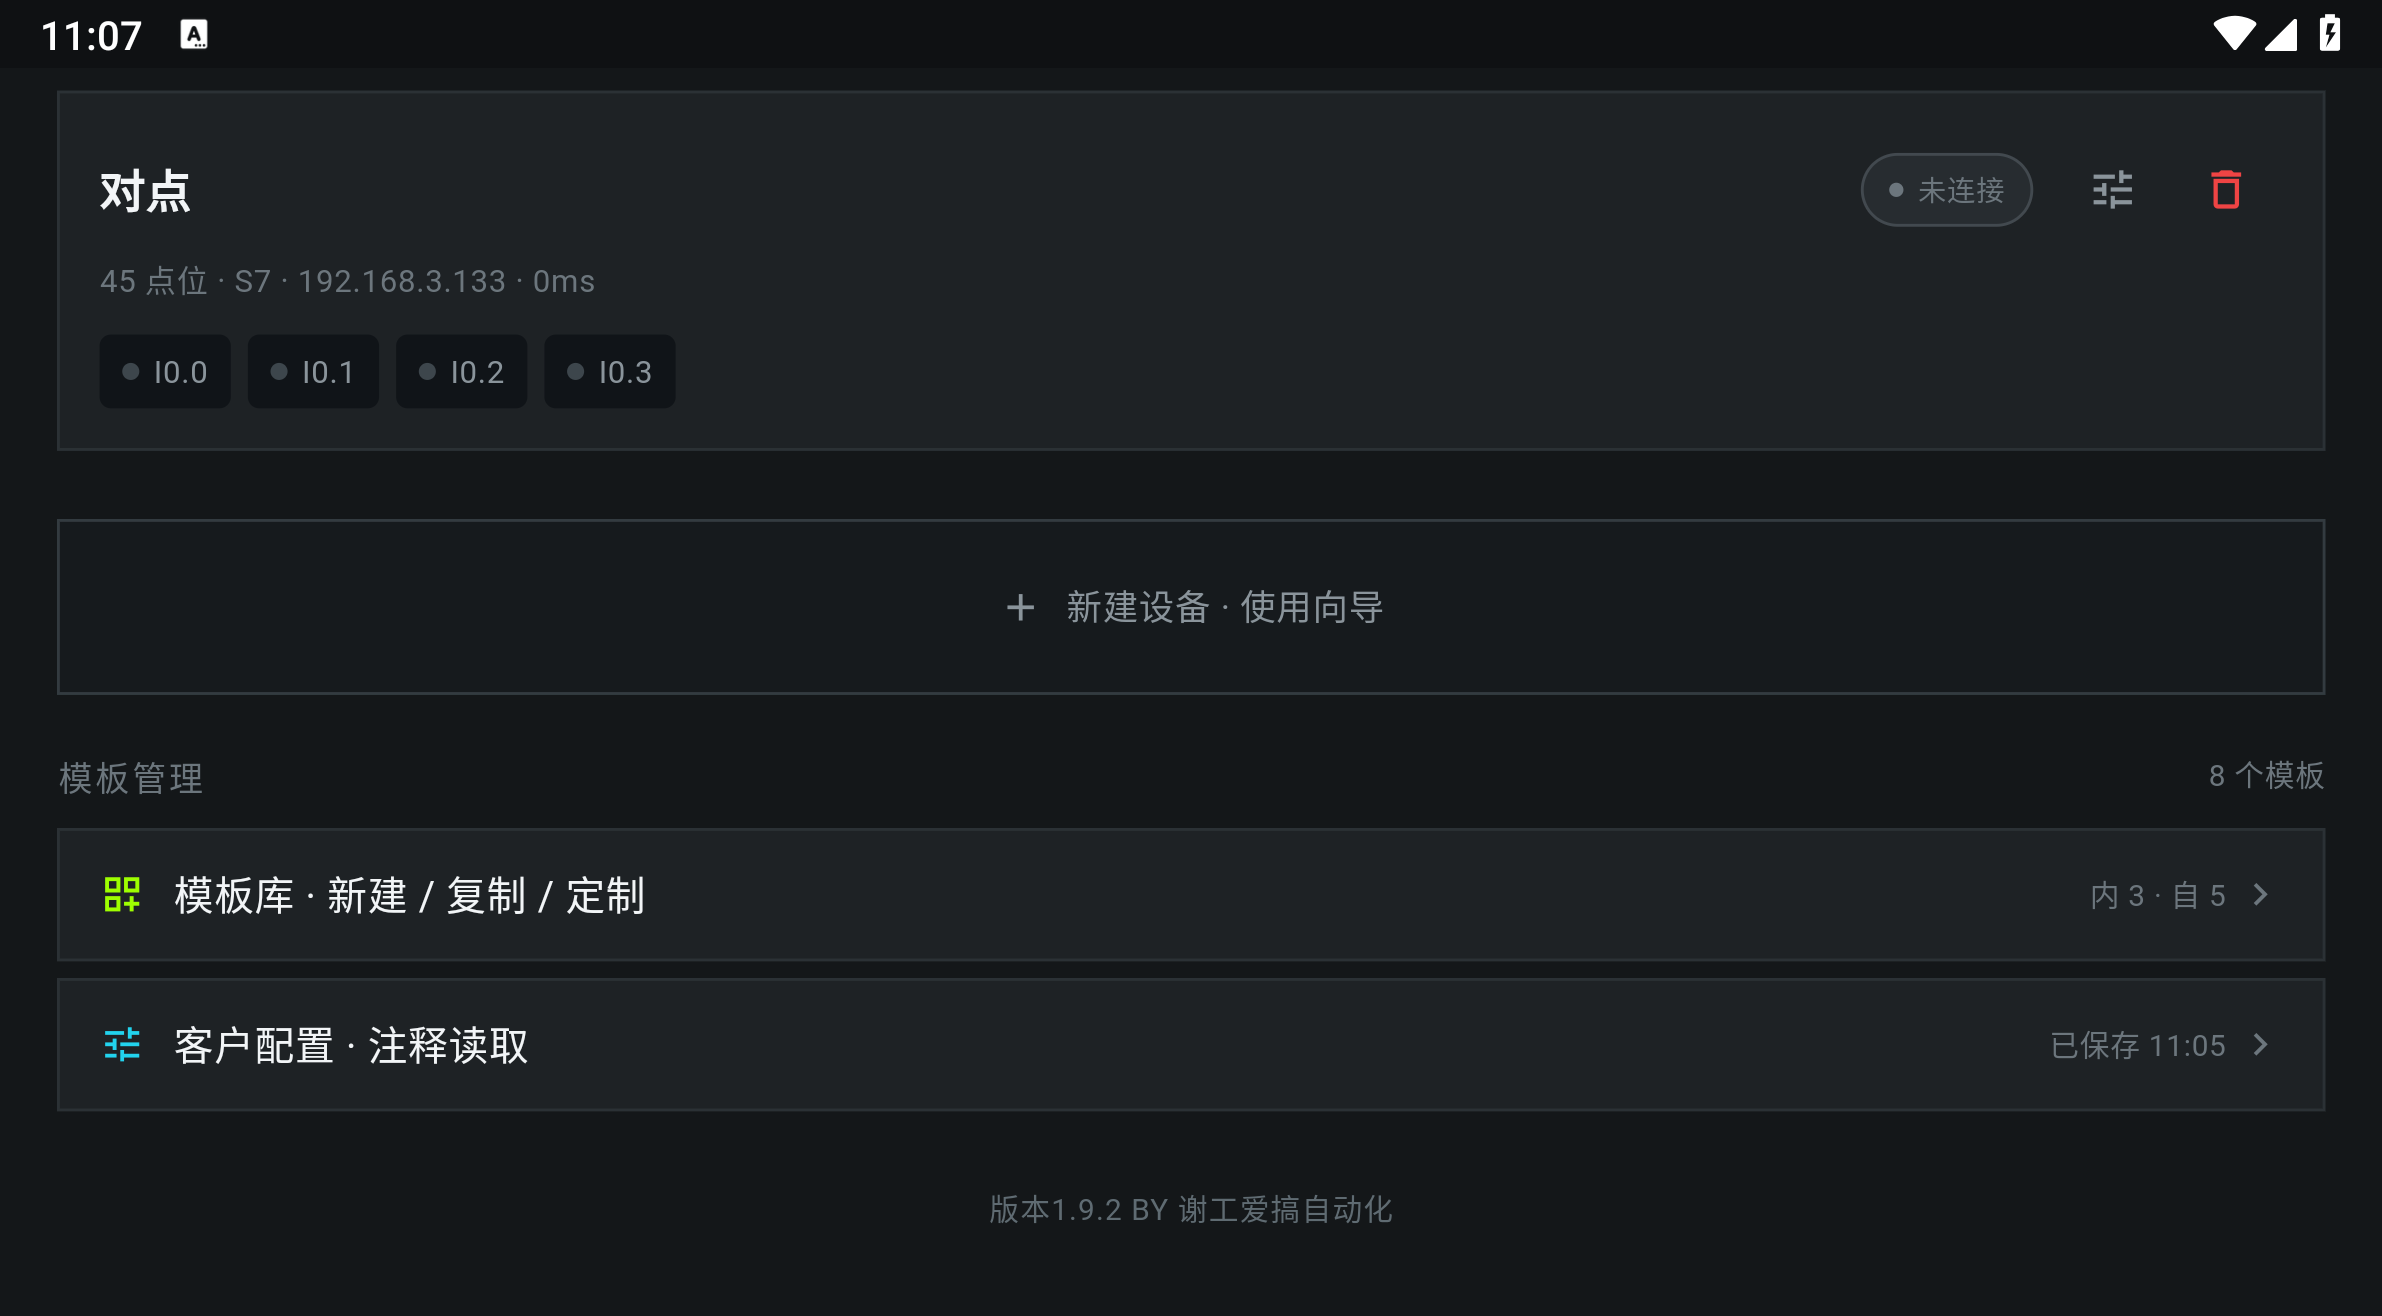 11:07
对点
未连接
45 点位 · S7 · 192.168.3.133 · 0ms
I0.0 I0.1 I0.2 I0.3
+ 新建设备 · 使用向导
模板管理
8 个模板
模板库 · 新建 / 复制 / 定制
内 3 · 自 5
客户配置 · 注释读取
已保存 11:05
版本1.9.2 BY 谢工爱搞自动化